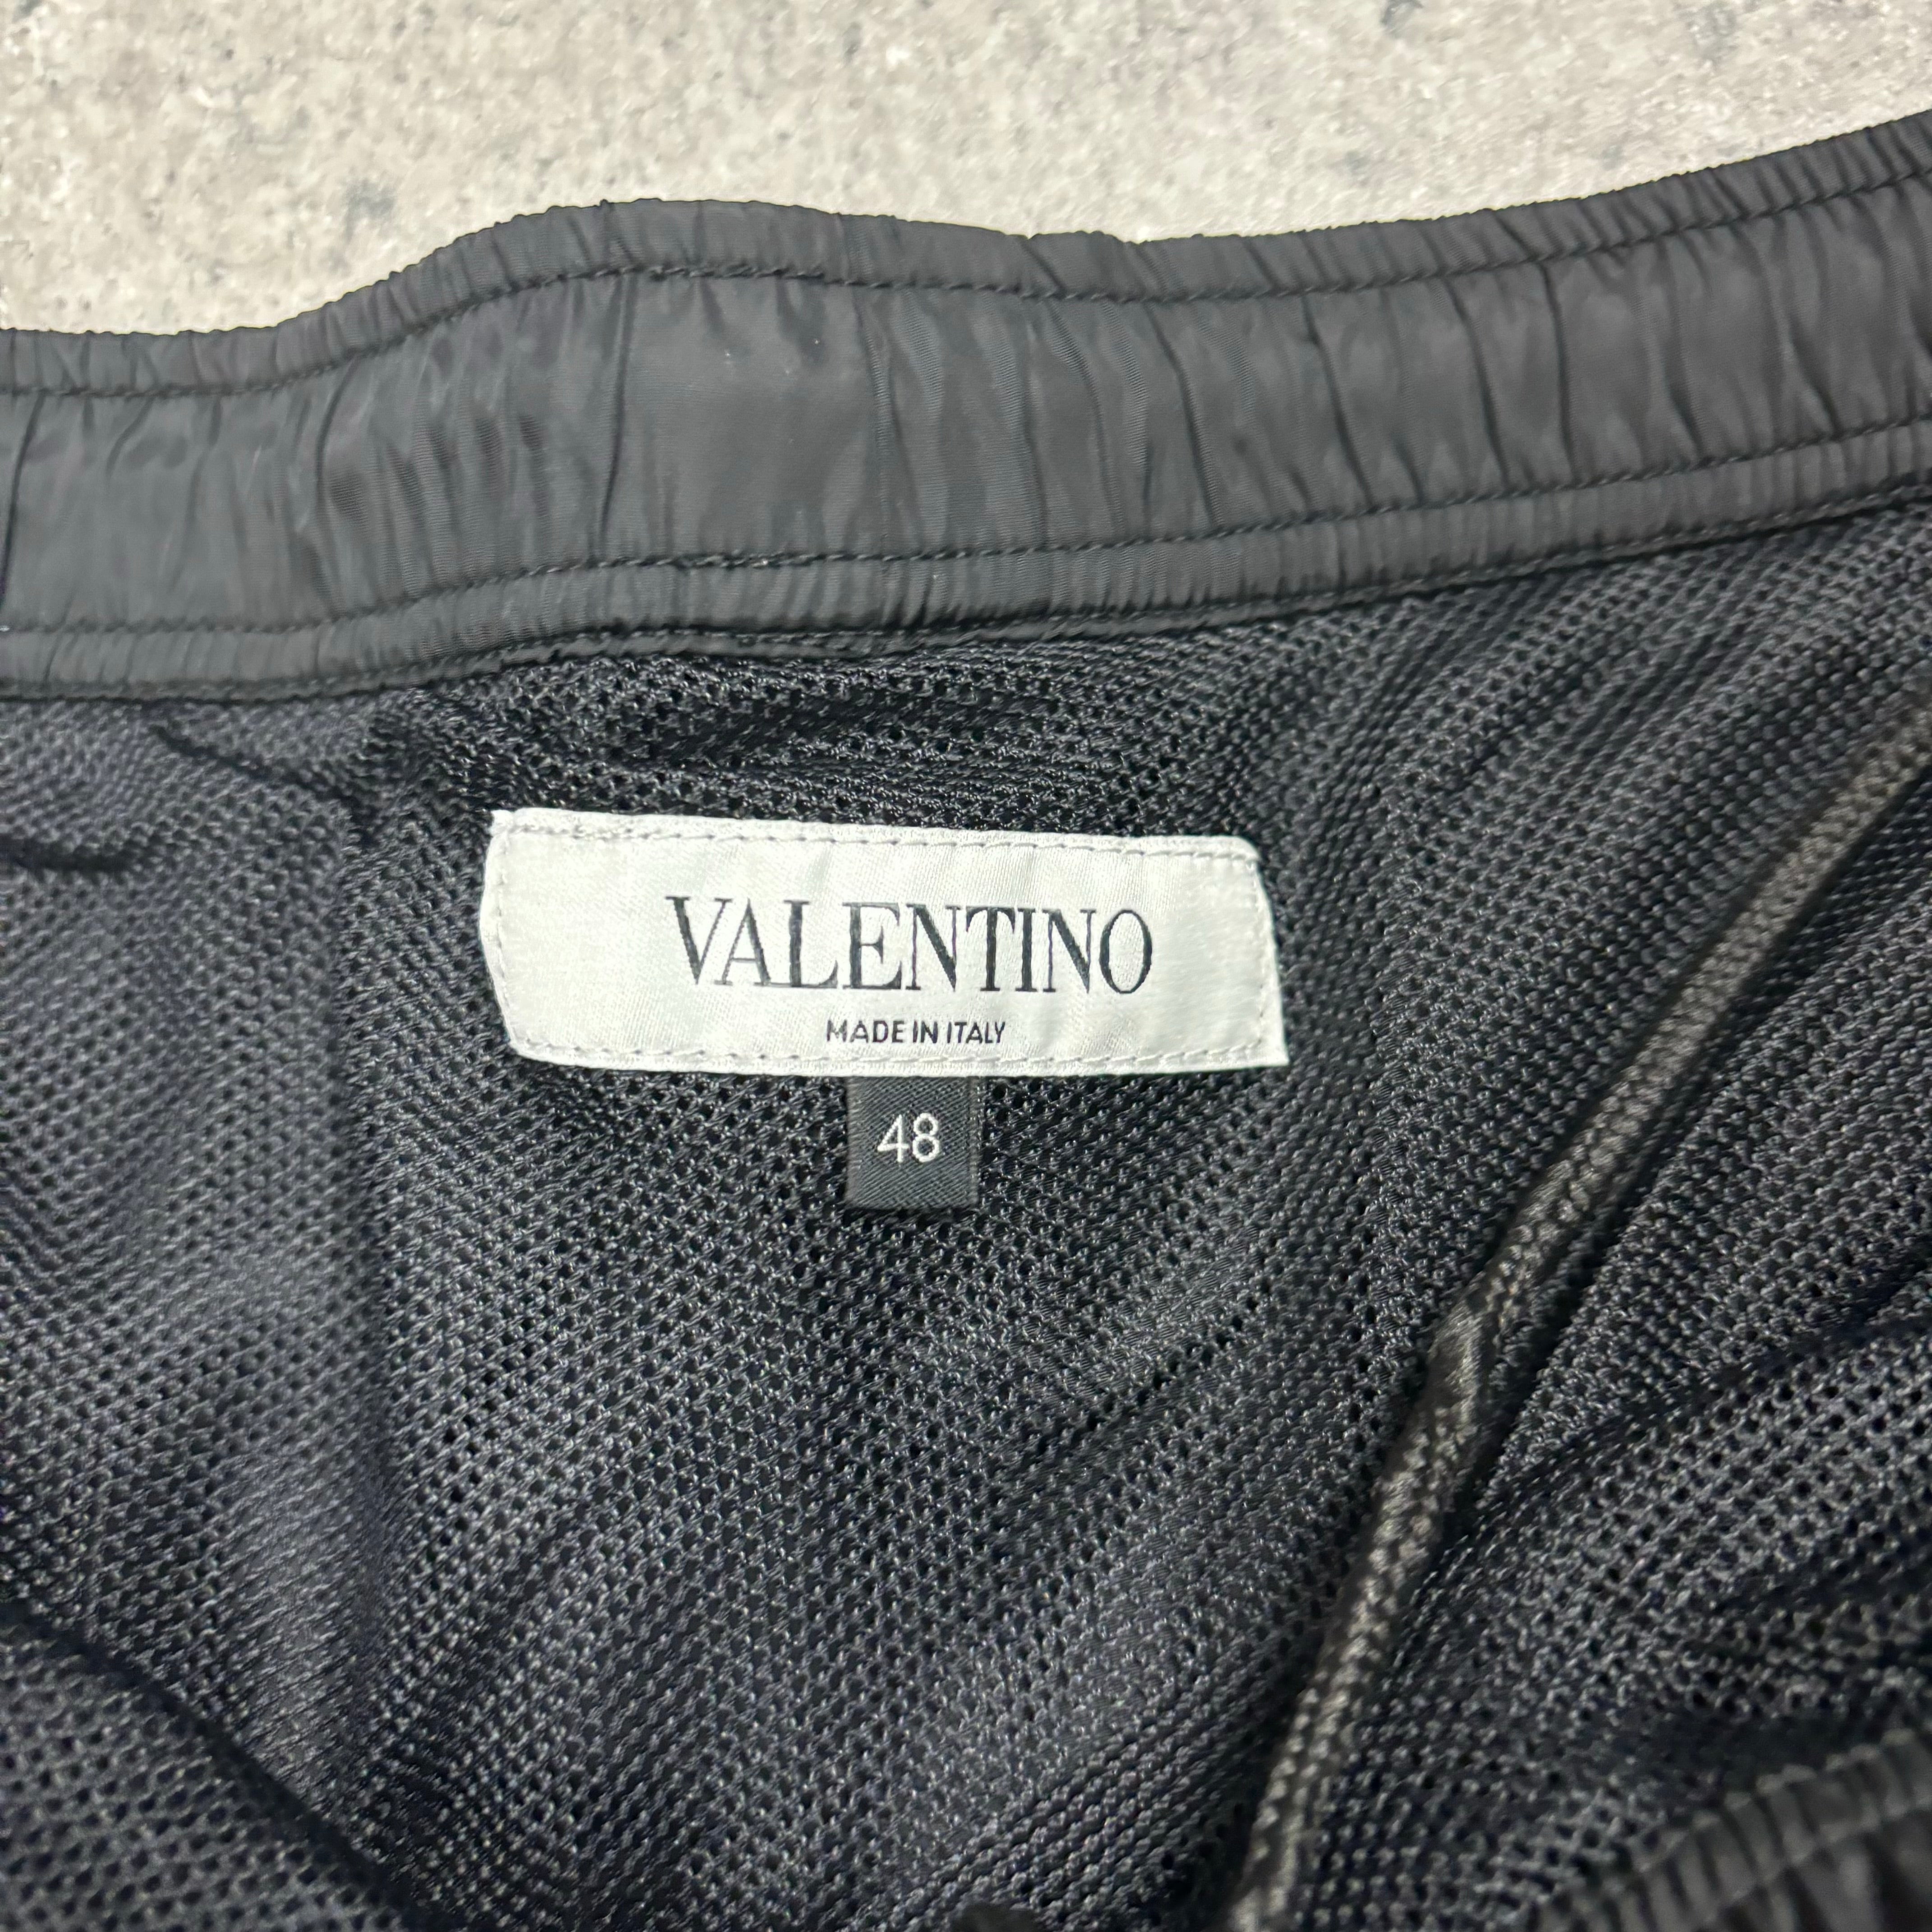 VALENTINO
MADE IN ITALY
48